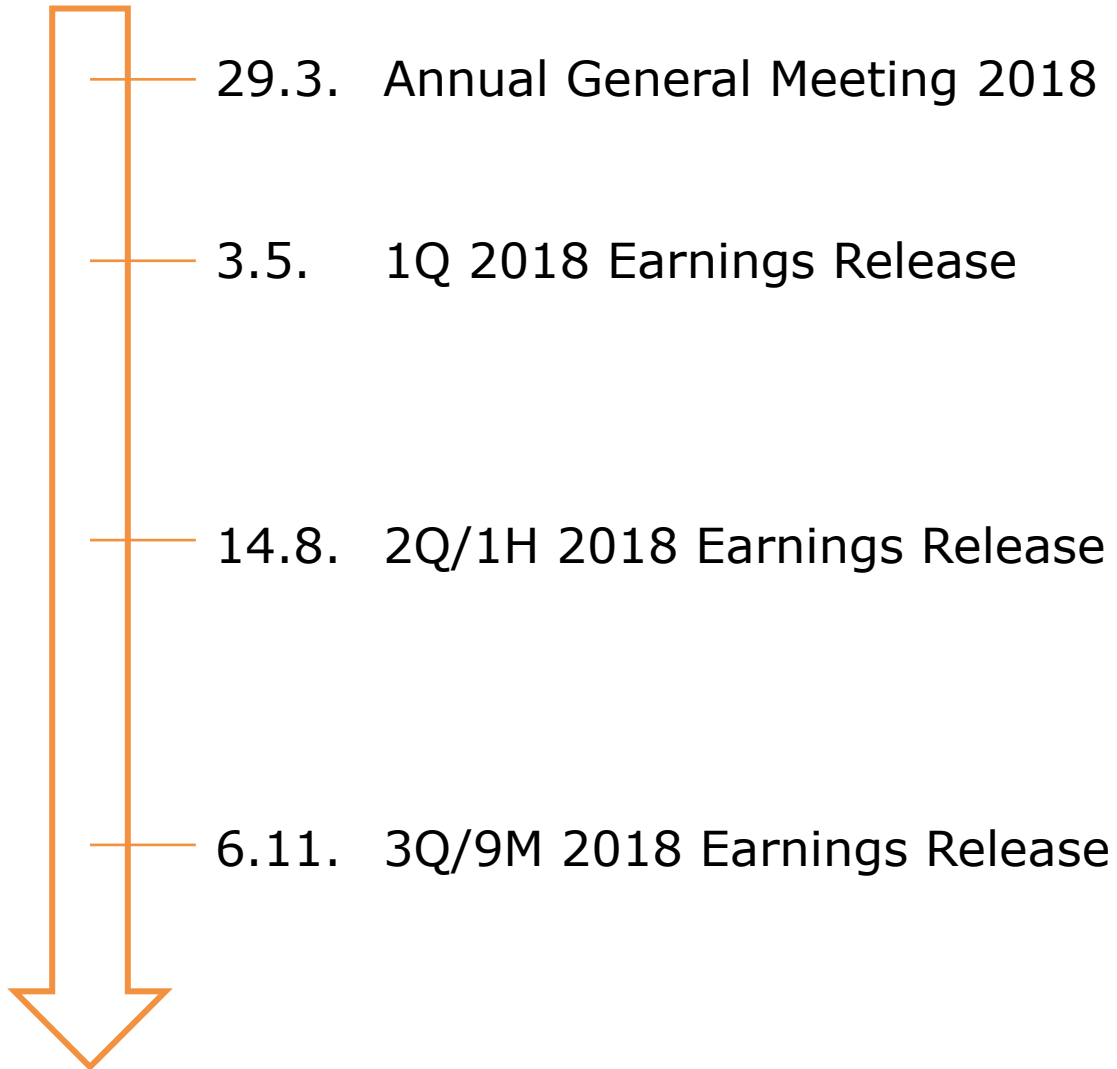 29.3. Annual General Meeting 2018
3.5. 1Q 2018 Earnings Release
14.8. 2Q/1H 2018 Earnings Release
6.11. 3Q/9M 2018 Earnings Release